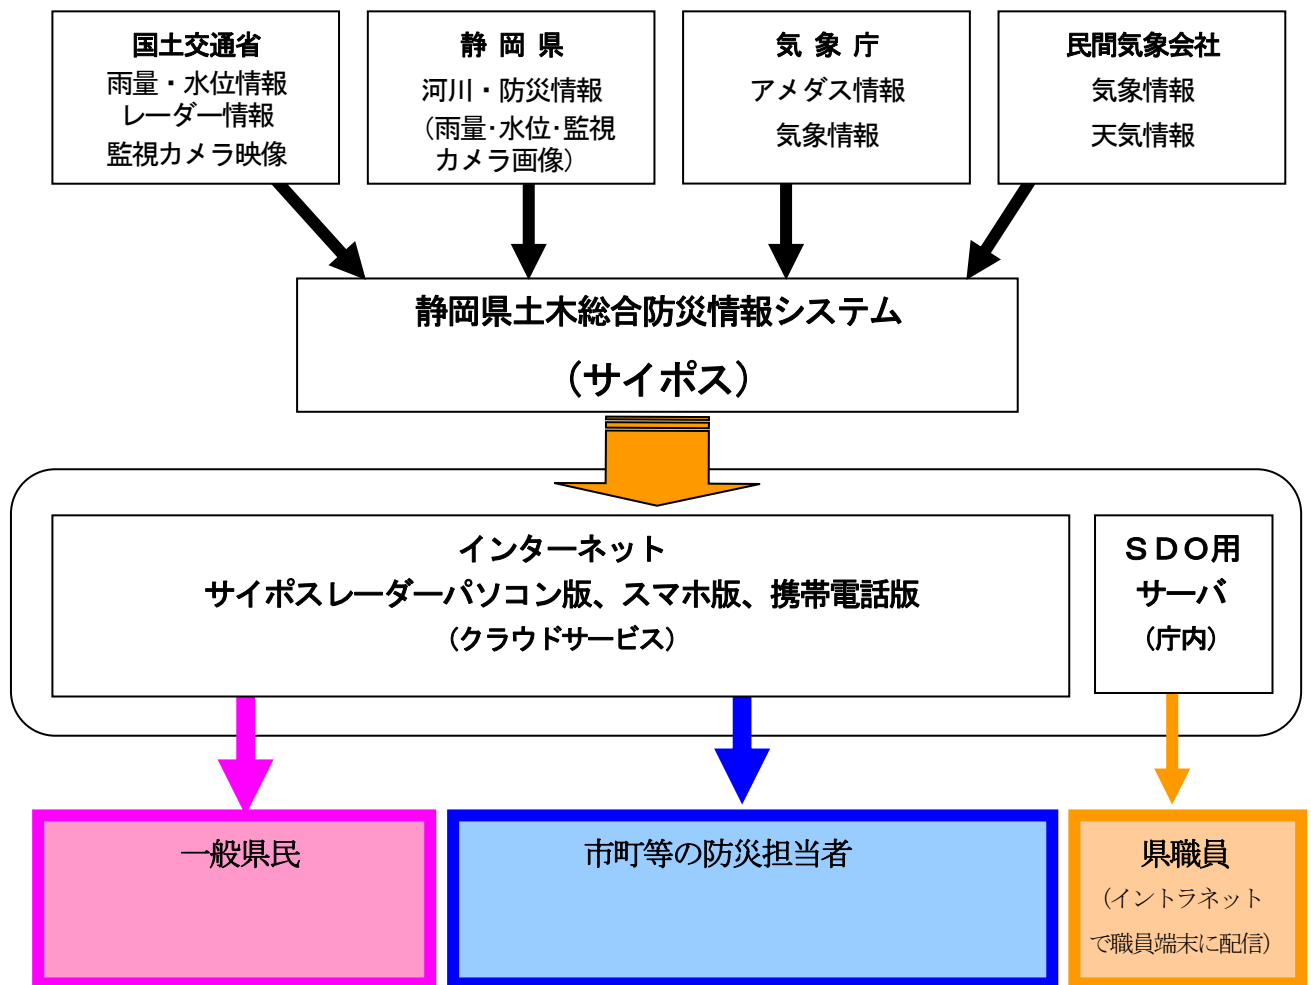 国土交通省
雨量・水位情報
レーダー情報
監視カメラ映像
静 岡 県
河川・防災情報
（雨量･水位･監視
カメラ画像）
気 象 庁
アメダス情報
気象情報
民間気象会社
気象情報
天気情報
静岡県土木総合防災情報システム
（サイポス）
インターネット
サイポスレーダーパソコン版、スマホ版、携帯電話版
（クラウドサービス）
ＳＤＯ用
サーバ
（庁内）
一般県民
市町等の防災担当者
県職員
（イントラネット
で職員端末に配信）